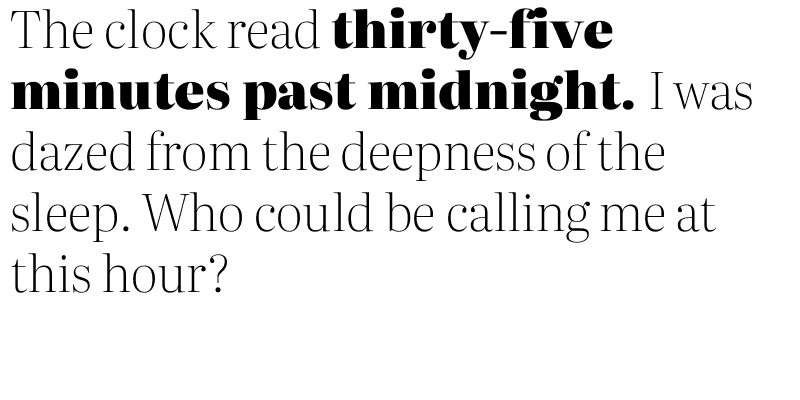 The clock read thirty-five
minutes past midnight. I was
dazed from the deepness of the
sleep. Who could be calling me at
this hour?